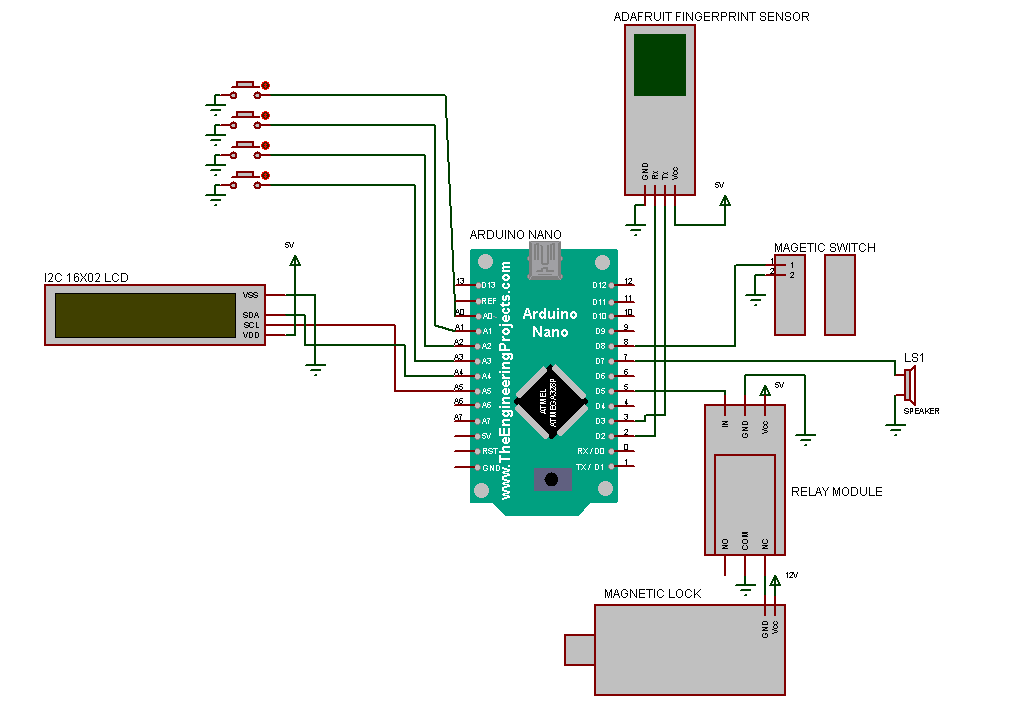 ADAFRUIT FINGERPRINT SENSOR
GND
Rx
Tx
Vcc
5V
ARDUINO NANO
MAGETIC SWITCH
1
2
1
2
5V
I2C 16X02 LCD
VSS
SDA
SCL
VDD
www.TheEngineeringProjects.com
Arduino
Nano
ATMEL
ATMEGA328P
13 D13
REF
A0 A0
A1 A1
A2 A2
A3 A3
A4 A4
A5 A5
A6 A6
A7 A7
5V
RST
GND
D12 12
D11 11
D10 10
D9 9
D8 8
D7 7
D6 6
D5 5
D4 4
D3 3
D2 2
RX / D0 0
TX / D1 1
LS1
SPEAKER
5V
IN
GND
Vcc
RELAY MODULE
NO
COM
NC
12V
MAGNETIC LOCK
GND
Vcc